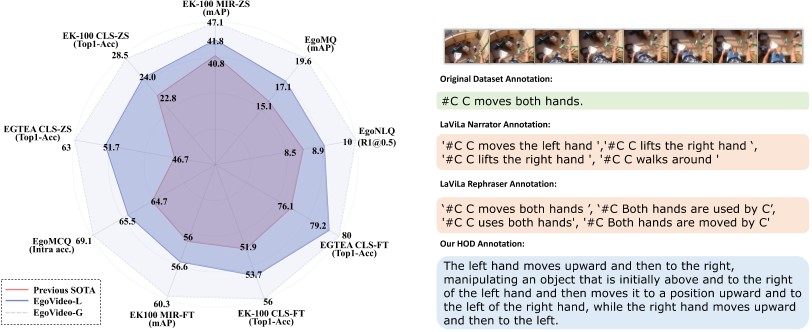 EK-100 MIR-ZS
(mAP)
47.1
41.8
40.8
EgoMQ
(mAP)
19.6
17.1
15.1
EgoNLQ
(R1@0.5)
10
8.9
8.5
79.2
76.1
80
EGTEA CLS-FT
(Top1-Acc)
51.9
53.7
56
EK-100 CLS-FT
(Top1-Acc)
56
56.6
60.3
EK100 MIR-FT
(mAP)
64.7
65.5
EgoMCQ 69.1
(Intra acc.)
EGTEA CLS-ZS
(Top1-Acc)
63
51.7
46.7
EK-100 CLS-ZS
(Top1-Acc)
28.5
24.0
22.8
Previous SOTA
EgoVideo-L
EgoVideo-G
Original Dataset Annotation:
#C C moves both hands.
LaViLa Narrator Annotation:
'#C C moves the left hand ','#C C lifts the right hand ‘,
'#C C lifts the right hand ', '#C C walks around '
LaViLa Rephraser Annotation:
‘#C C moves both hands ’, ‘#C Both hands are used by C’,
'#C C uses both hands', '#C Both hands are moved by C'
Our HOD Annotation:
The left hand moves upward and then to the right,
manipulating an object that is initially above and to the right
of the left hand and then moves it to a position upward and to
the left of the right hand, while the right hand moves upward
and then to the left.